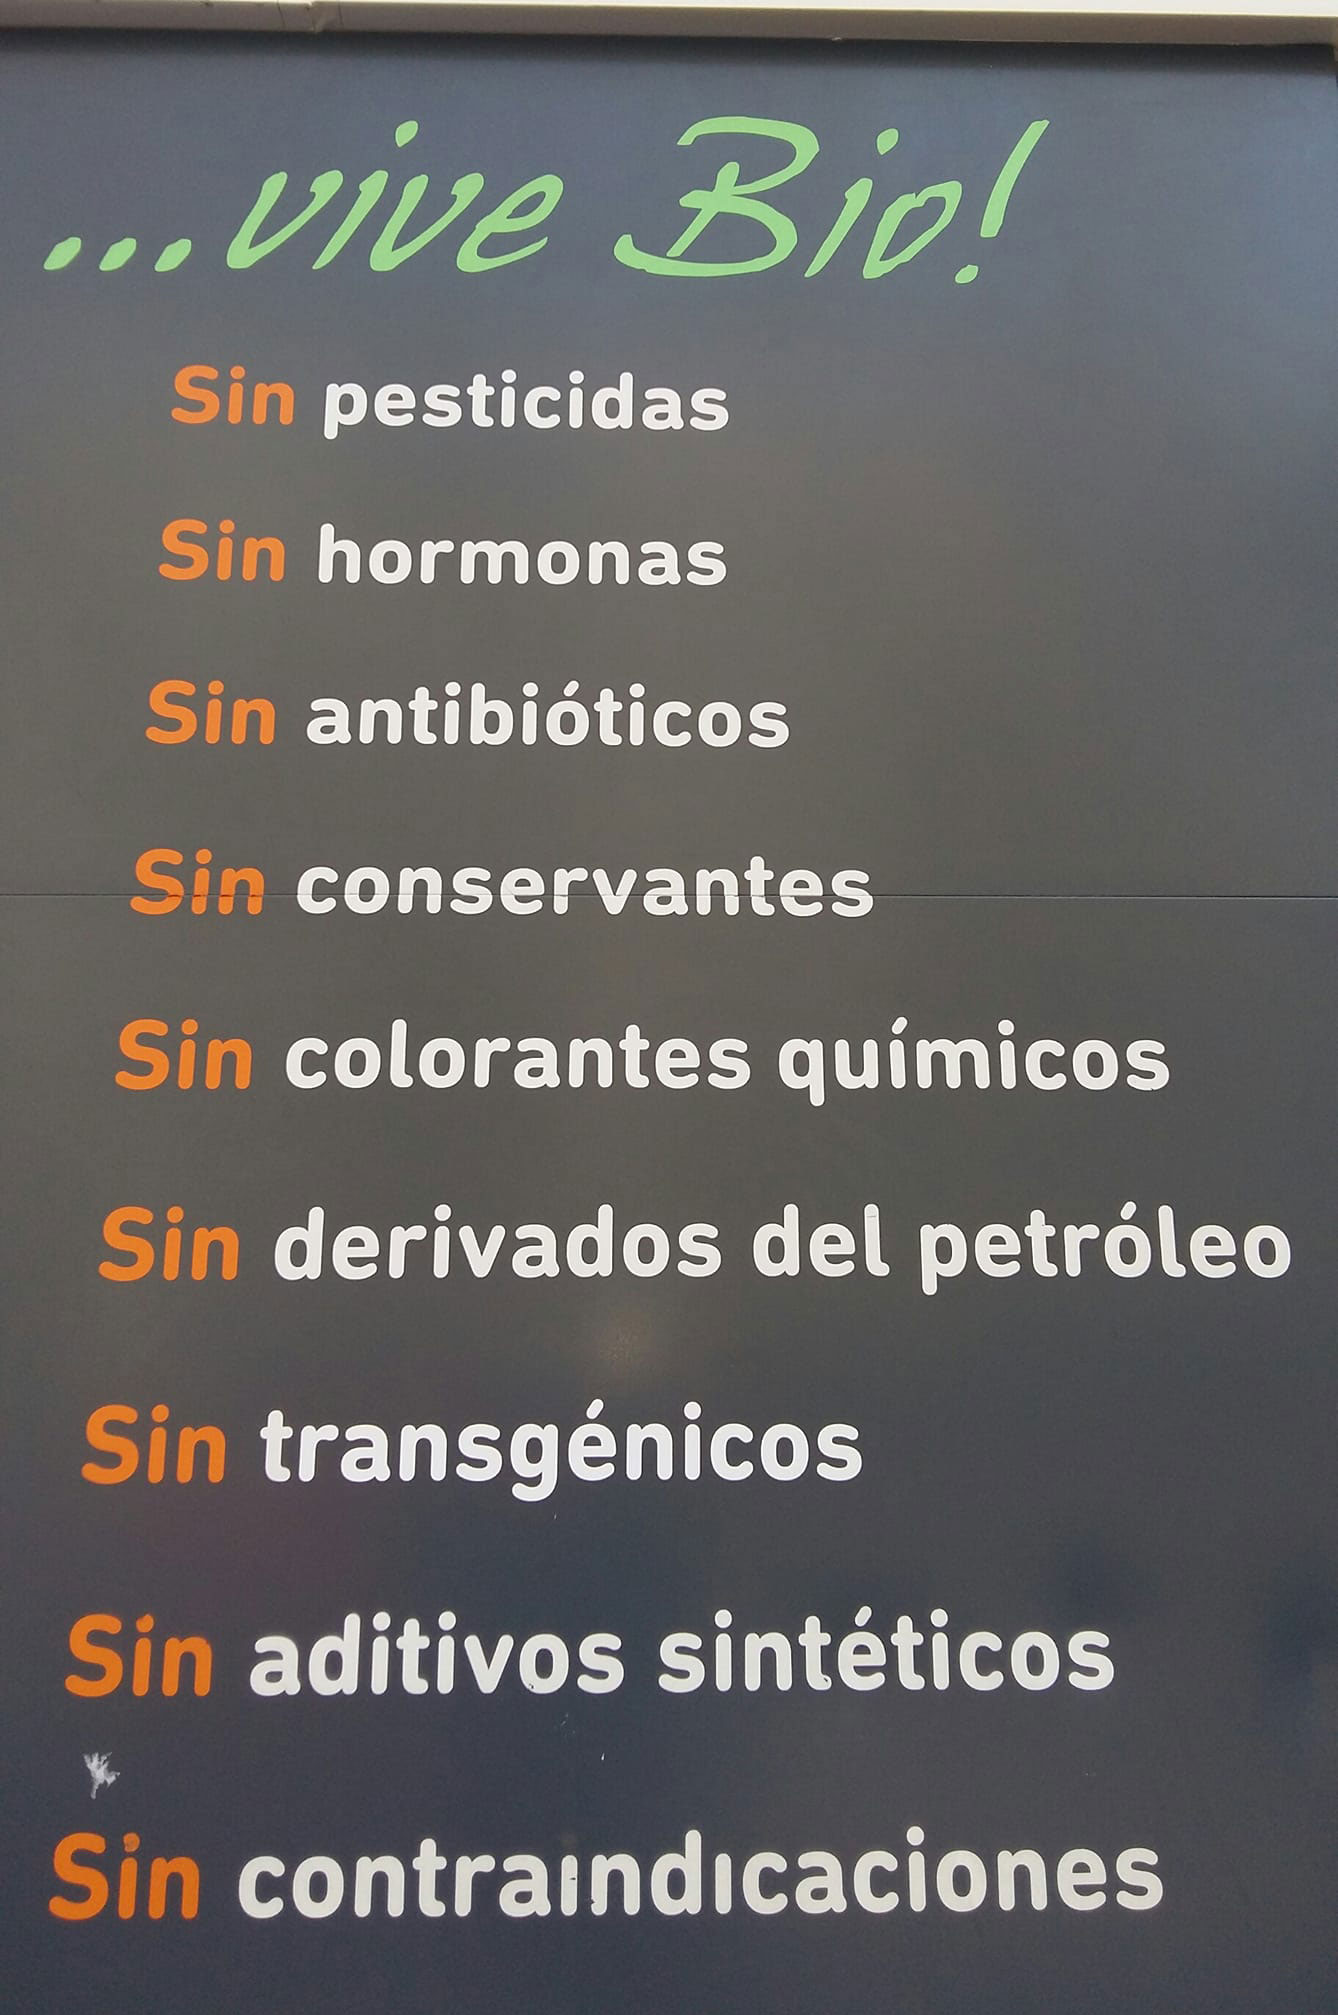 ...vive Bio!
Sin pesticidas
Sin hormonas
Sin antibióticos
Sin conservantes
Sin colorantes químicos
Sin derivados del petróleo
Sin transgénicos
Sin aditivos sintéticos
Sin contraindicaciones